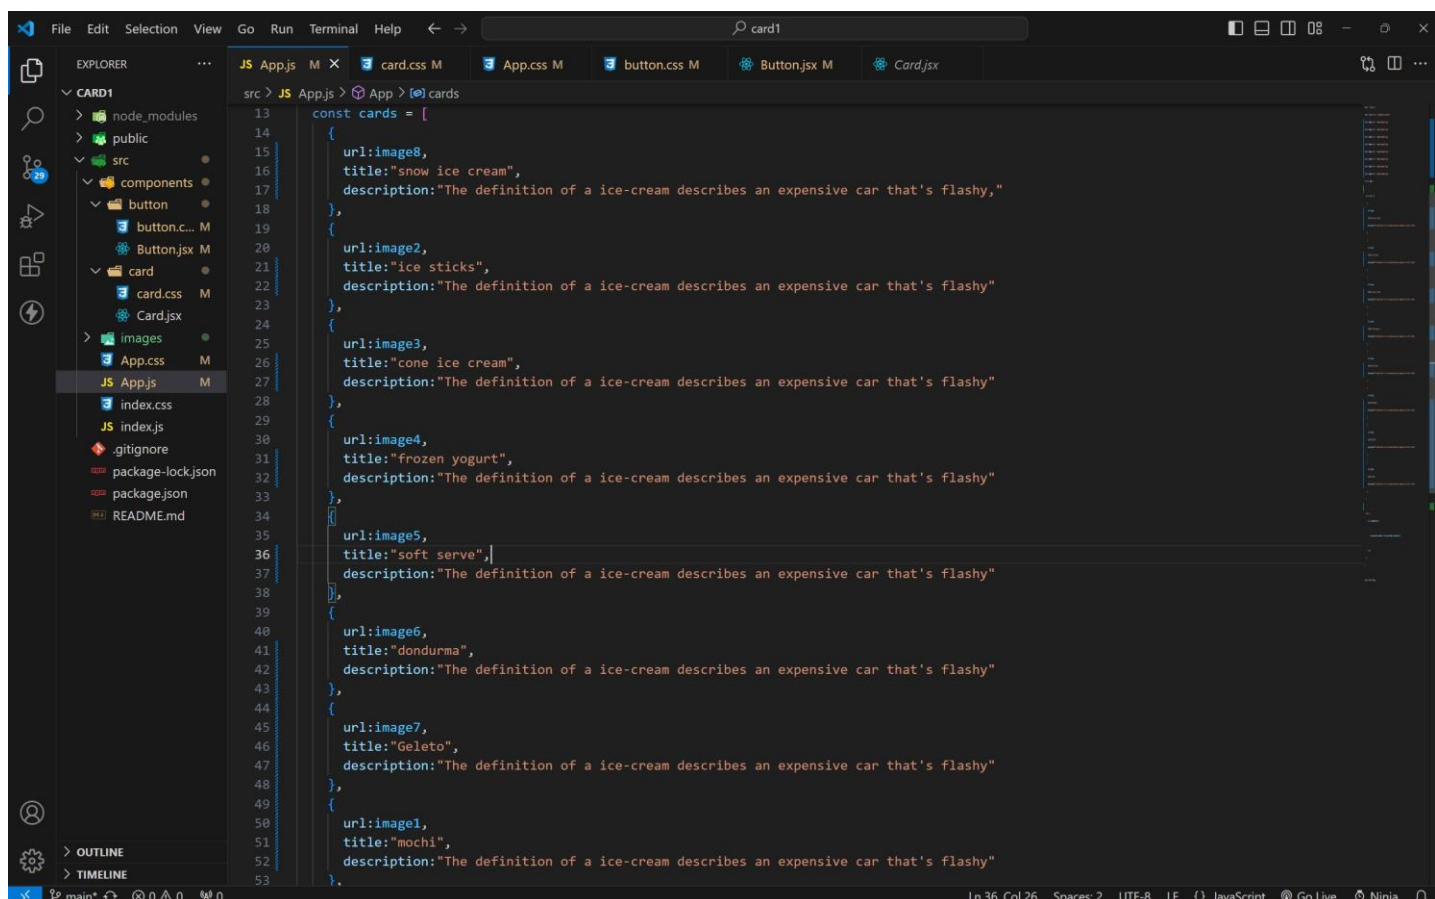 File Edit Selection View Go Run Terminal Help ← → card1
EXPLORER ...
JS App.js M × card.css M App.css M button.css M Button.jsx M Card.jsx
CARD1
node_modules
public
src
components
button
button.c... M
Button.jsx M
card
card.css M
Card.jsx
images
App.css M
JS App.js M
index.css
JS index.js
.gitignore
package-lock.json
package.json
README.md
OUTLINE
TIMELINE
29
src > JS App.js > App > cards
13 const cards = [
14 {
15 url:image8,
16 title:"snow ice cream",
17 description:"The definition of a ice-cream describes an expensive car that's flashy,"
18 },
19 {
20 url:image2,
21 title:"ice sticks",
22 description:"The definition of a ice-cream describes an expensive car that's flashy"
23 },
24 {
25 url:image3,
26 title:"cone ice cream",
27 description:"The definition of a ice-cream describes an expensive car that's flashy"
28 },
29 {
30 url:image4,
31 title:"frozen yogurt",
32 description:"The definition of a ice-cream describes an expensive car that's flashy"
33 },
34 {
35 url:image5,
36 title:"soft serve",
37 description:"The definition of a ice-cream describes an expensive car that's flashy"
38 },
39 {
40 url:image6,
41 title:"dondurma",
42 description:"The definition of a ice-cream describes an expensive car that's flashy"
43 },
44 {
45 url:image7,
46 title:"Geleto",
47 description:"The definition of a ice-cream describes an expensive car that's flashy"
48 },
49 {
50 url:image1,
51 title:"mochi",
52 description:"The definition of a ice-cream describes an expensive car that's flashy"
53 },
main* 0 0 0 Ln 36, Col 26 Spaces: 2 UTF-8 LF {} JavaScript Go Live Ninja